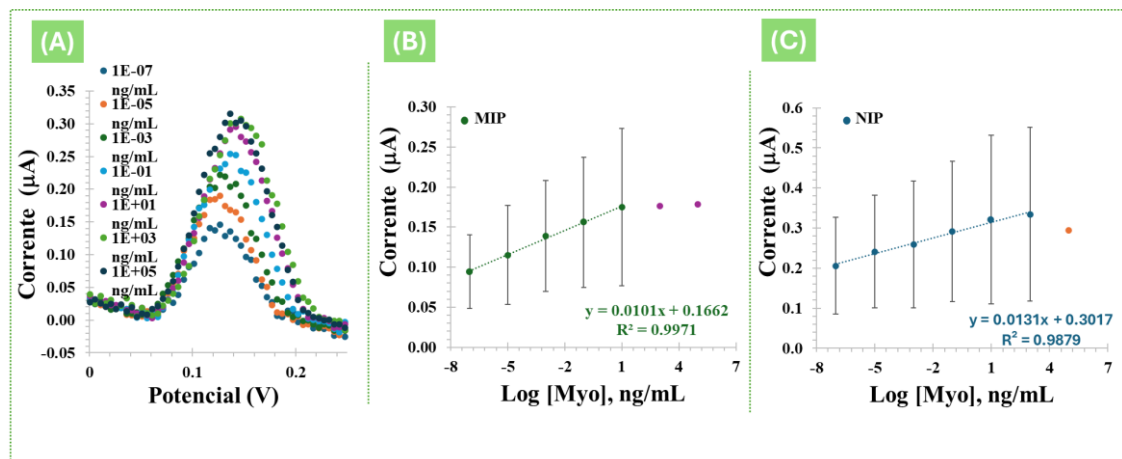 (A)
1E-07
ng/mL
1E-05
ng/mL
1E-03
ng/mL
1E-01
ng/mL
1E+01
ng/mL
1E+03
ng/mL
1E+05
ng/mL
0.35
0.30
0.25
0.20
0.15
0.10
0.05
0.00
-0.05
Corrente (µA)
0
0.1
0.2
Potencial (V)
(B)
MIP
0.30
0.25
0.20
0.15
0.10
0.05
0.00
Corrente (µA)
y = 0.0101x + 0.1662
R² = 0.9971
-8
-5
-2
1
4
7
Log [Myo], ng/mL
(C)
NIP
0.6
0.5
0.4
0.3
0.2
0.1
0.0
Corrente (µA)
y = 0.0131x + 0.3017
R² = 0.9879
-8
-5
-2
1
4
7
Log [Myo], ng/mL